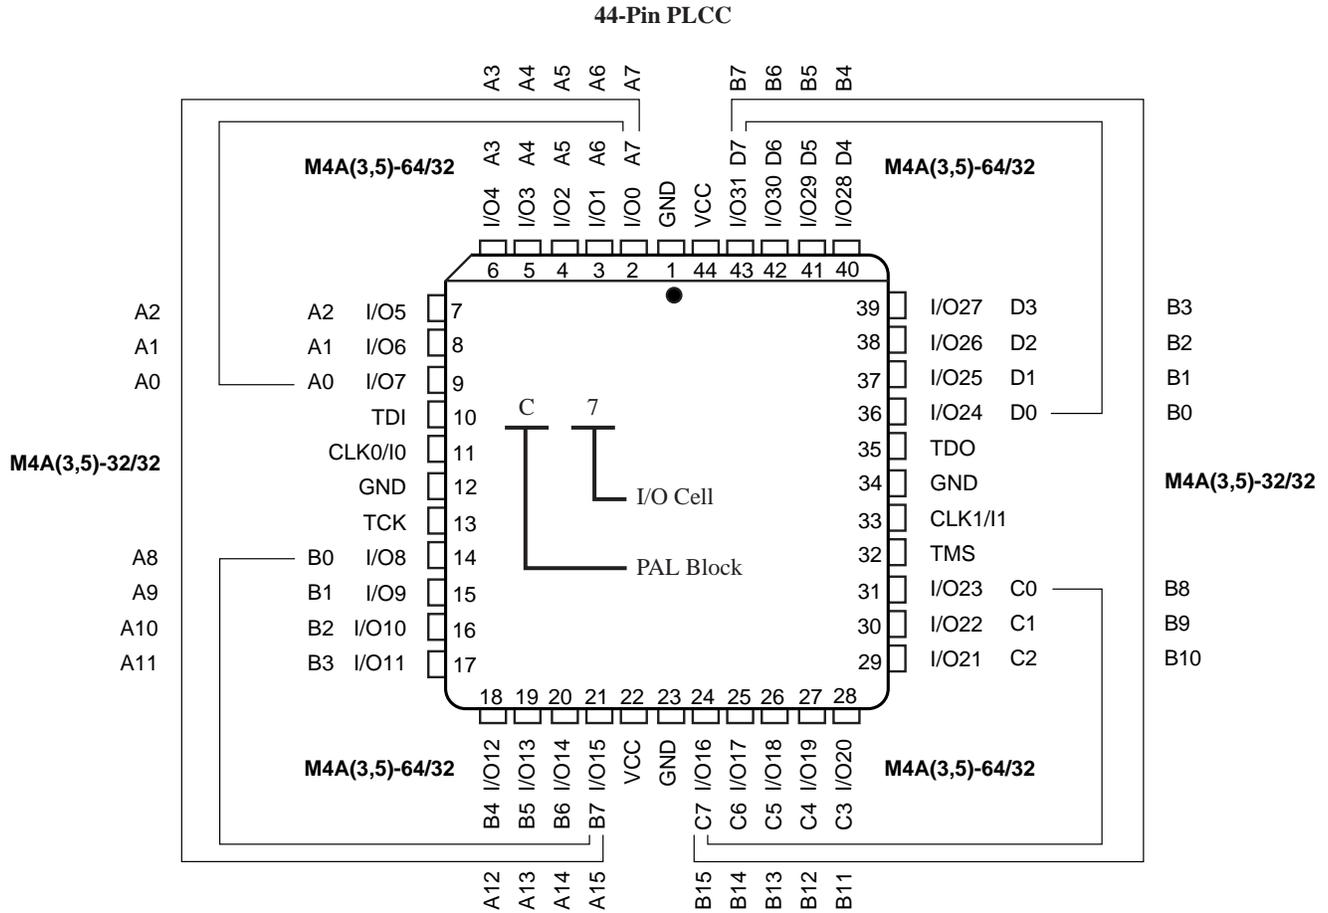 44-Pin PLCC
A3 A4 A5 A6 A7 B7 B6 B5 B4
M4A(3,5)-64/32 A3 A4 A5 A6 A7 D7 D6 D5 D4 M4A(3,5)-64/32
I/O4 I/O3 I/O2 I/O1 I/O0 GND VCC I/O31 I/O30 I/O29 I/O28
6 5 4 3 2 1 44 43 42 41 40
A2 A2 I/O5 7 39 I/O27 D3 B3
A1 A1 I/O6 8 38 I/O26 D2 B2
A0 A0 I/O7 9 37 I/O25 D1 B1
TDI 10 C 7 36 I/O24 D0 B0
CLK0/I0 11 35 TDO
M4A(3,5)-32/32 M4A(3,5)-32/32
GND 12 I/O Cell 34 GND
TCK 13 33 CLK1/I1
A8 B0 I/O8 14 PAL Block 32 TMS
A9 B1 I/O9 15 31 I/O23 C0 B8
A10 B2 I/O10 16 30 I/O22 C1 B9
A11 B3 I/O11 17 29 I/O21 C2 B10
18 19 20 21 22 23 24 25 26 27 28
M4A(3,5)-64/32 I/O12 I/O13 I/O14 I/O15 VCC GND I/O16 I/O17 I/O18 I/O19 I/O20 M4A(3,5)-64/32
B4 B5 B6 B7 C7 C6 C5 C4 C3
A12 A13 A14 A15 B15 B14 B13 B12 B11